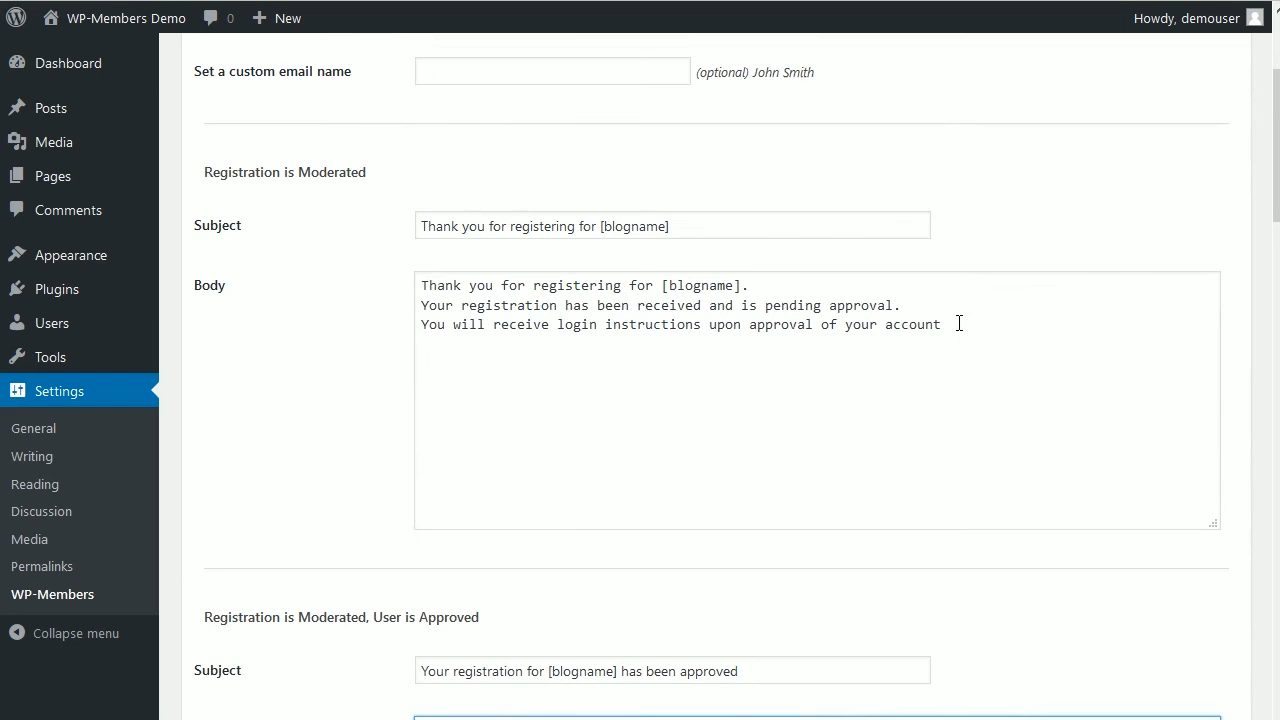 WP-Members Demo 0 New Howdy, demouser
Dashboard
Posts
Media
Pages
Comments
Appearance
Plugins
Users
Tools
Settings
General
Writing
Reading
Discussion
Media
Permalinks
WP-Members
Collapse menu
Set a custom email name (optional) John Smith
Registration is Moderated
Subject Thank you for registering for [blogname]
Body
Thank you for registering for [blogname].
Your registration has been received and is pending approval.
You will receive login instructions upon approval of your account
Registration is Moderated, User is Approved
Subject Your registration for [blogname] has been approved